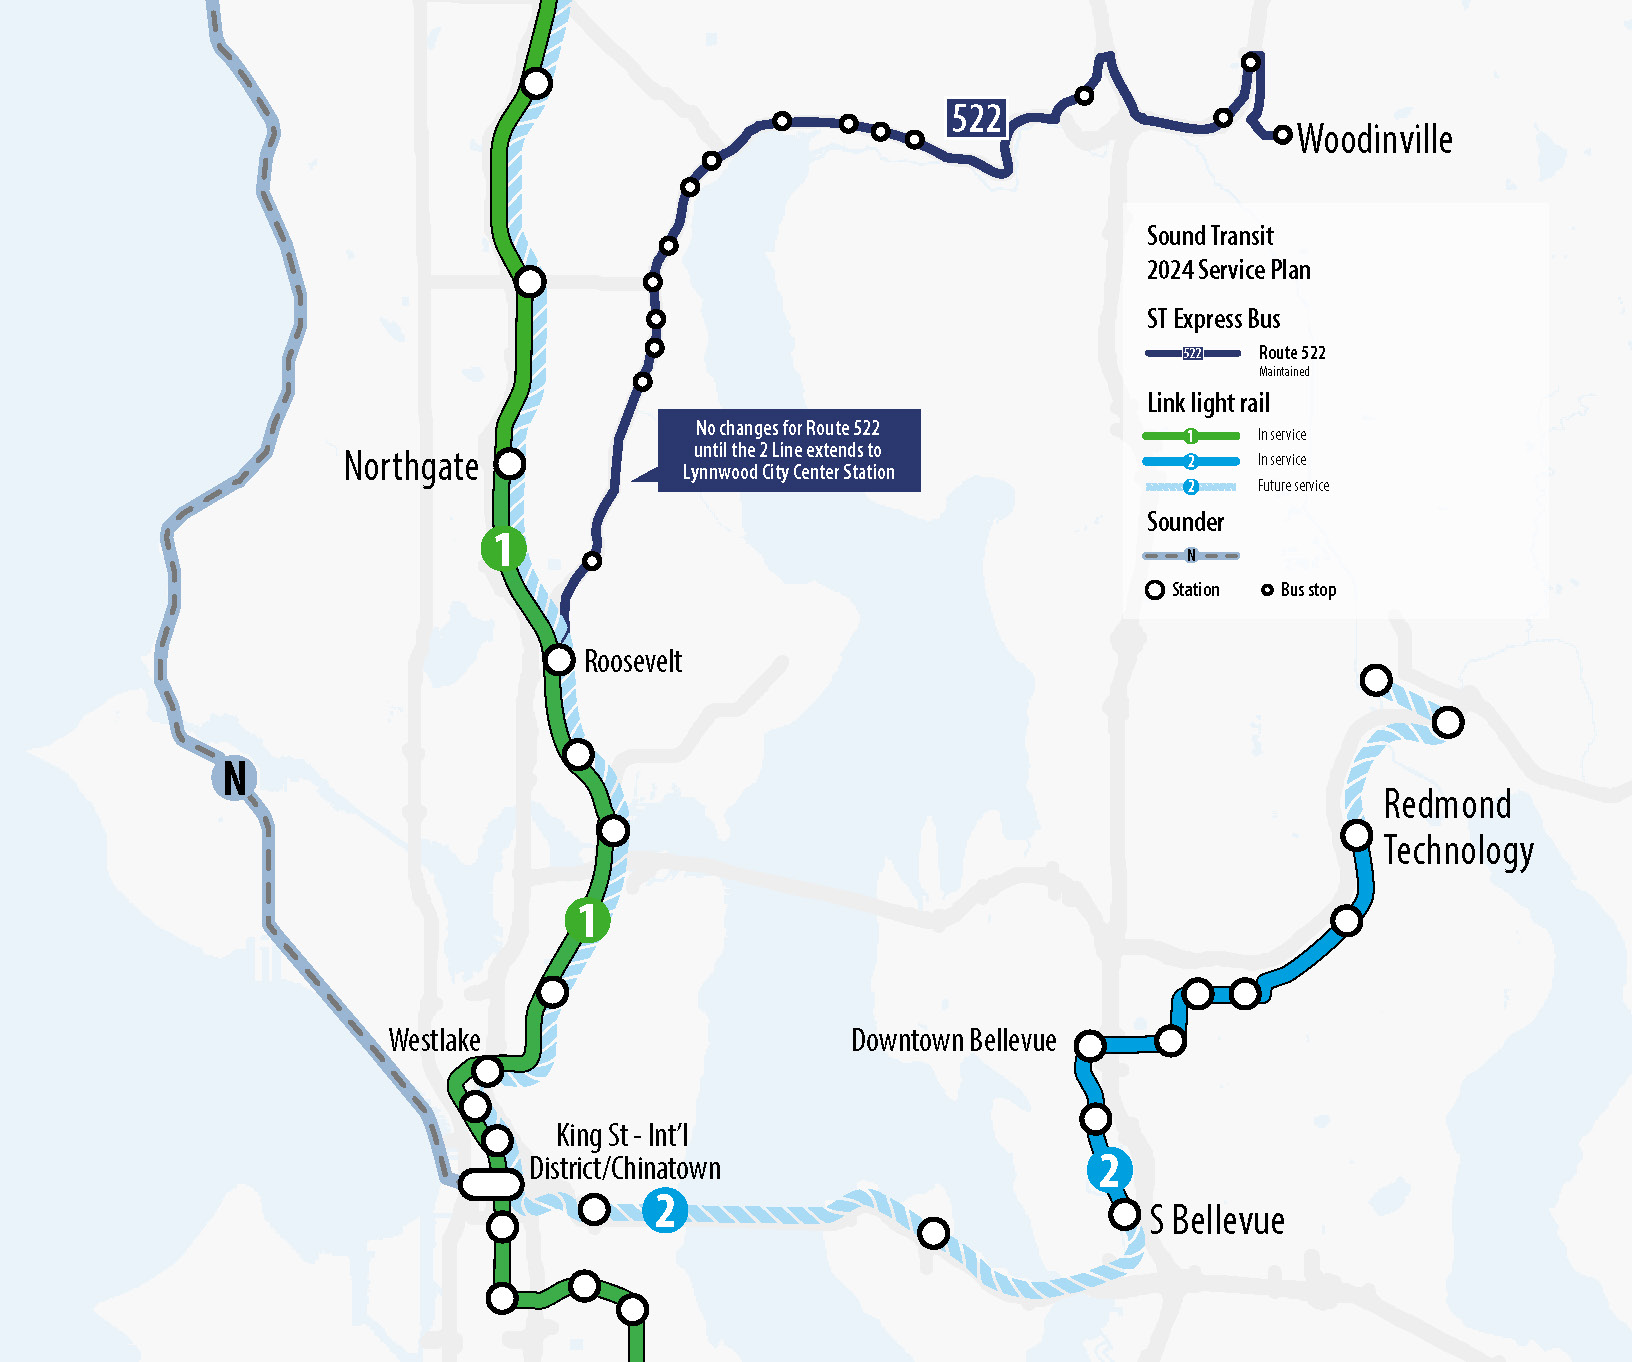 522
Woodinville
Sound Transit
2024 Service Plan
ST Express Bus
522
Route 522
Maintained
Link light rail
1
In service
2
In service
2
Future service
Sounder
N
Station
Bus stop
No changes for Route 522
until the 2 Line extends to
Lynnwood City Center Station
Northgate
1
Roosevelt
N
Redmond
Technology
1
Westlake
Downtown Bellevue
King St - Int’l
District/Chinatown
2
2
S Bellevue